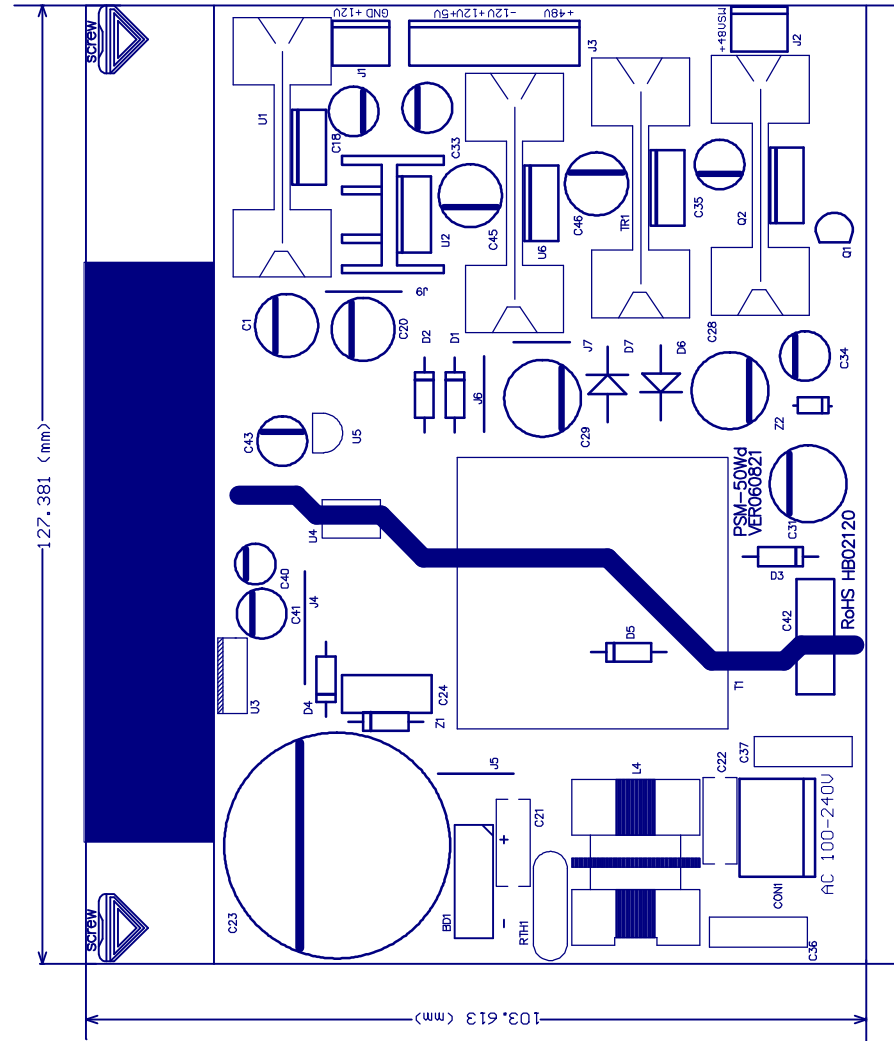 screw
GND +12V
-12V+12V+5V
+48V
+48VSW
J1
J3
J2
U1
C18
C33
U2
C45
U6
C46
TR1
C35
Q2
Q1
J9
C1
C20
D2
D1
J6
J7
D7
D6
C28
C34
C29
Z2
C43
U5
127.381 (mm)
PSM-50Wd
VER060821
C31
U4
C40
C41
J4
D3
C42
RoHS HB02120
D5
T1
U3
D4
C24
Z1
J5
C37
C22
L4
C21
+
AC 100-240V
CON1
C23
BD1
-
RTH1
C36
screw
103.613 (mm)